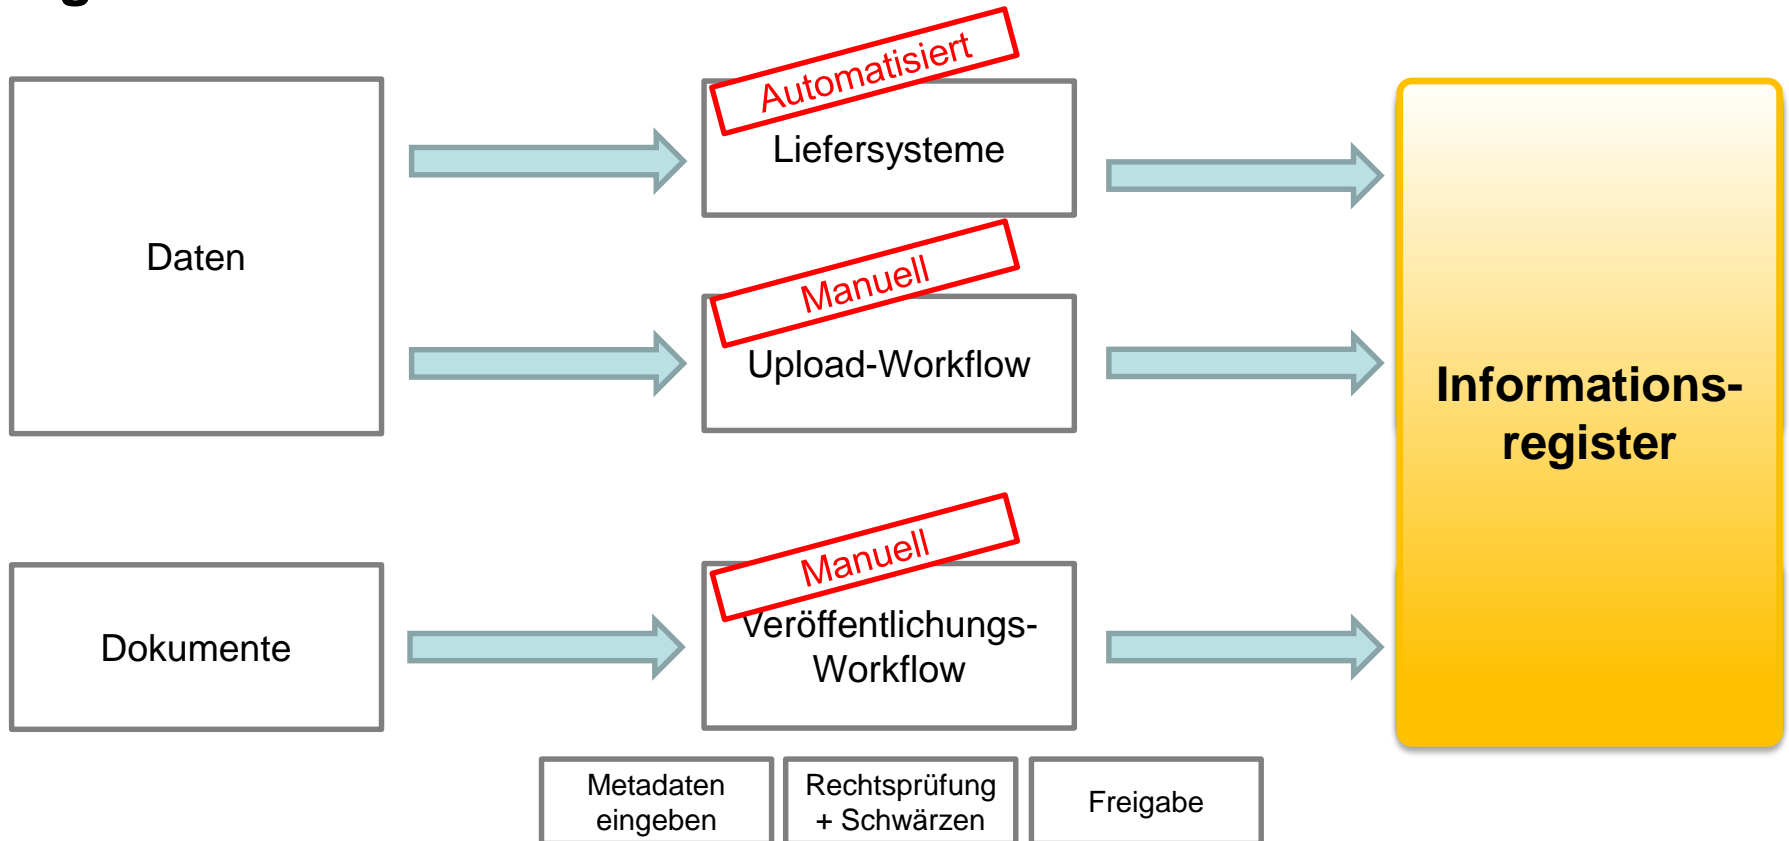 Automatisiert
Liefersysteme
Daten
Manuell
Upload-Workflow
Informations-
register
Manuell
Veröffentlichungs-
Workflow
Dokumente
Metadaten
eingeben
Rechtsprüfung
+ Schwärzen
Freigabe